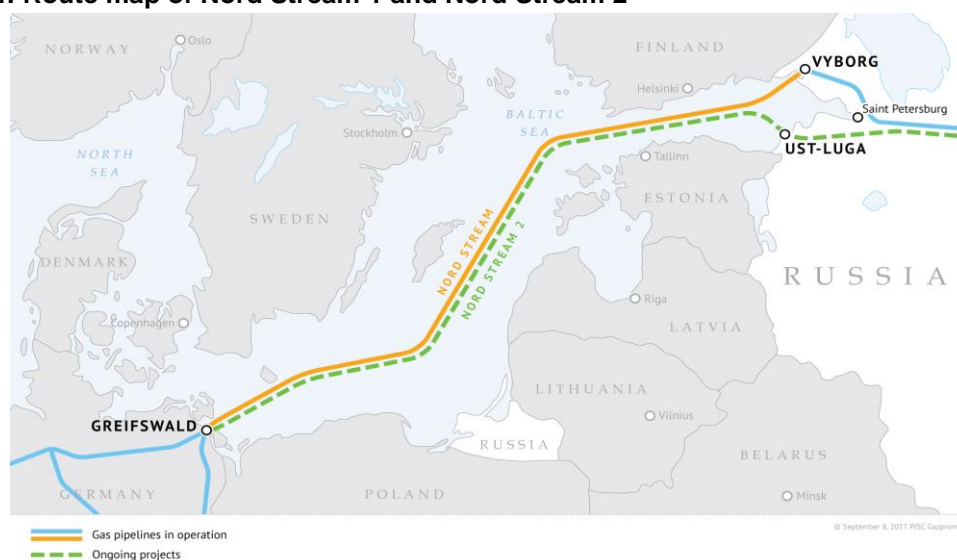 Route map of Nord Stream 1 and Nord Stream 2
NORWAY
Oslo
FINLAND
VYBORG
Helsinki
Saint Petersburg
BALTIC
SEA
Stockholm
UST-LUGA
NORTH
SEA
Tallinn
ESTONIA
SWEDEN
NORD STREAM
NORD STREAM 2
DENMARK
RUSSIA
Riga
Copenhagen
LATVIA
LITHUANIA
GREIFSWALD
Vilnius
RUSSIA
BELARUS
GERMANY
POLAND
Minsk
© September 8, 2017 PJSC Gazprom
Gas pipelines in operation
Ongoing projects